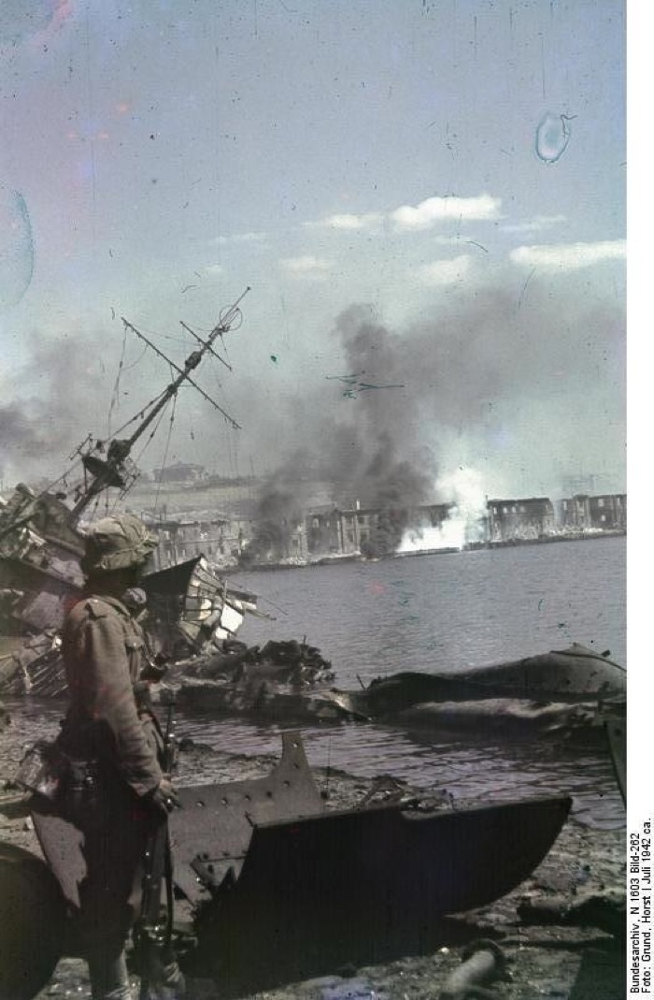 Bundesarchiv, N 1603 Bild-262
Foto: Grund, Horst | Juli 1942 ca.